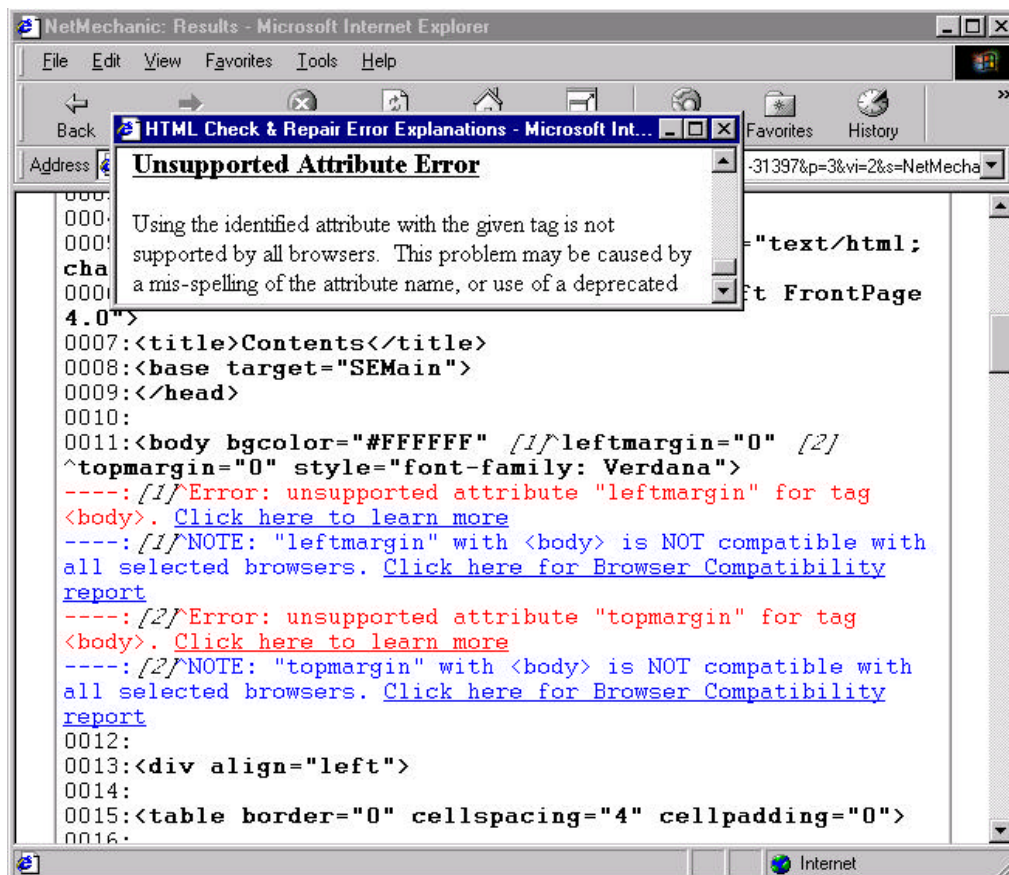 NetMechanic: Results - Microsoft Internet Explorer
File Edit View Favorites Tools Help
Back Favorites History »
HTML Check & Repair Error Explanations - Microsoft Int...
Address -31397&p=3&vi=2&s=NetMecha
Unsupported Attribute Error
Using the identified attribute with the given tag is not
supported by all browsers. This problem may be caused by
a mis-spelling of the attribute name, or use of a deprecated
="text/html;
cha
ft FrontPage
4.0">
0007:<title>Contents</title>
0008:<base target="SEMain">
0009:</head>
0010:
0011:<body bgcolor="#FFFFFF" [1]^leftmargin="0" [2]
^topmargin="0" style="font-family: Verdana">
----:[1]^Error: unsupported attribute "leftmargin" for tag
<body>. Click here to learn more
----:[1]^NOTE: "leftmargin" with <body> is NOT compatible with
all selected browsers. Click here for Browser Compatibility
report
----:[2]^Error: unsupported attribute "topmargin" for tag
<body>. Click here to learn more
----:[2]^NOTE: "topmargin" with <body> is NOT compatible with
all selected browsers. Click here for Browser Compatibility
report
0012:
0013:<div align="left">
0014:
0015:<table border="0" cellspacing="4" cellpadding="0">
0016:
Internet